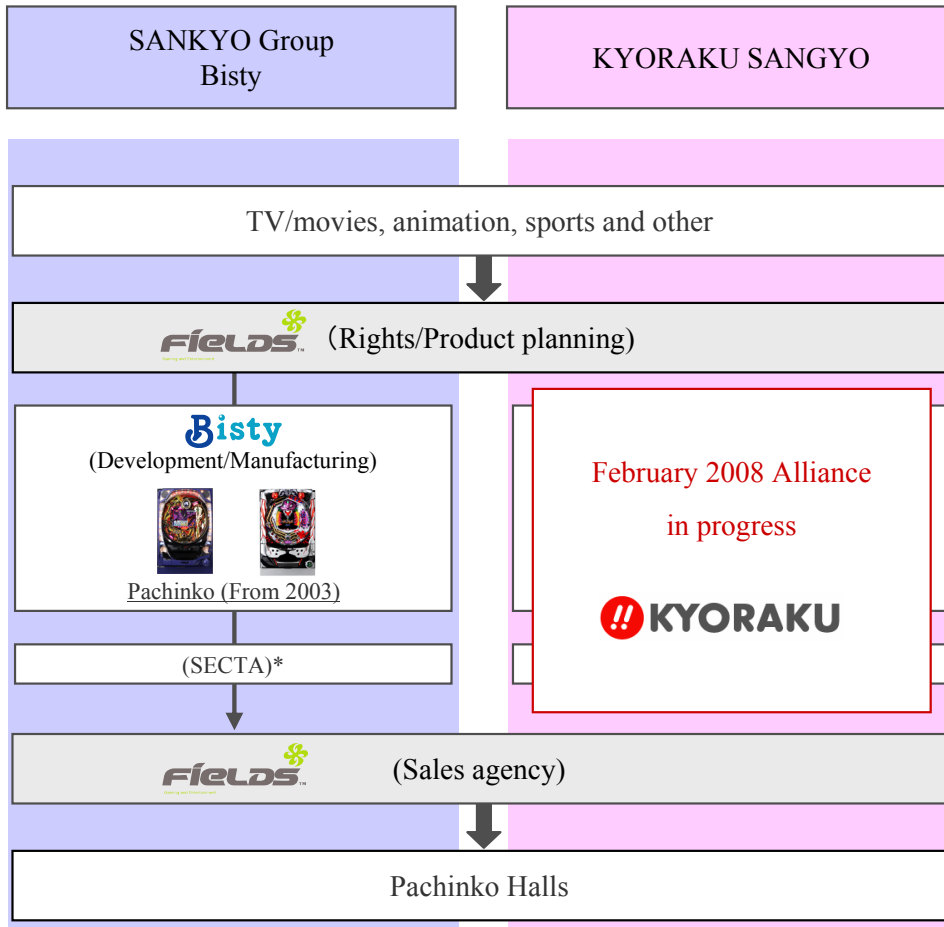 SANKYO Group
Bisty
KYORAKU SANGYO
TV/movies, animation, sports and other
FIELDS
(Rights/Product planning)
Bisty
(Development/Manufacturing)
Pachinko (From 2003)
February 2008 Alliance
in progress
!! KYORAKU
(SECTA)*
FIELDS
(Sales agency)
Pachinko Halls